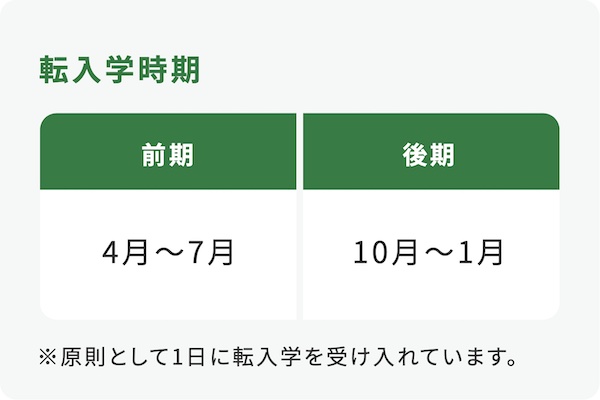 転入学時期
前期
後期
4月〜7月
10月〜1月
※原則として1日に転入学を受け入れています。